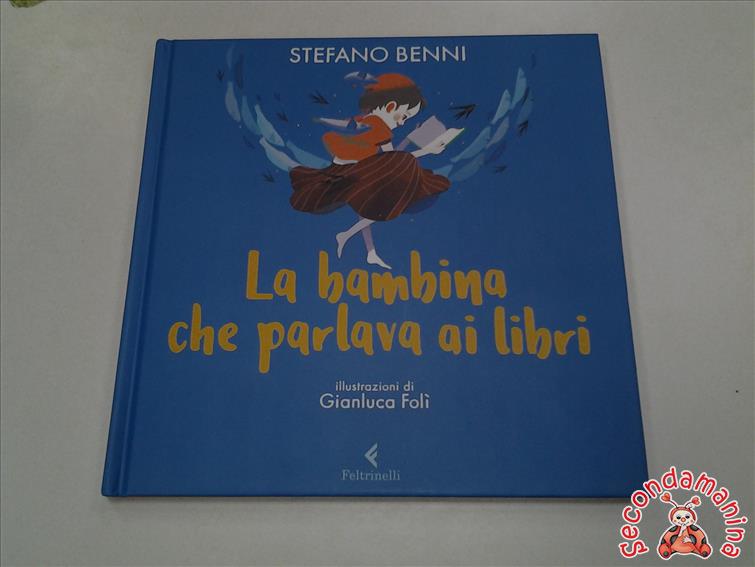 STEFANO BENNI
La bambina
che parlava ai libri
illustrazioni di
Gianluca Folì
Feltrinelli
Secondamanina